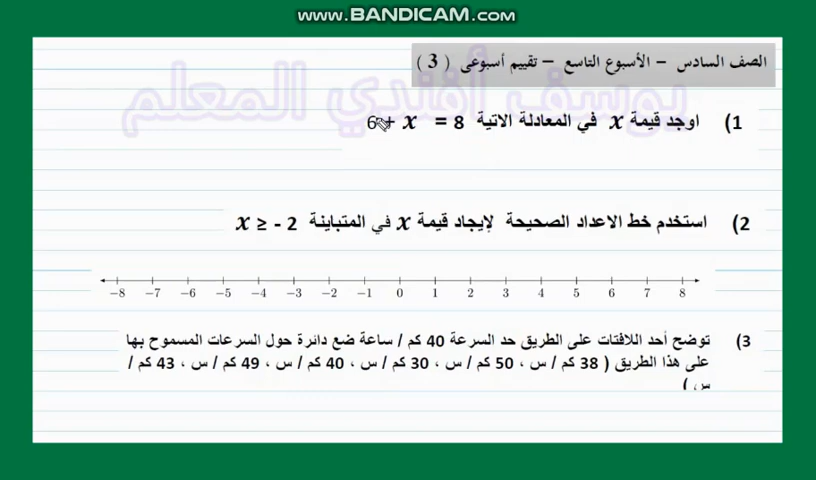 www.BANDICAM.com
الصف السادس – الأسبوع التاسع – تقييم أسبوعى ( 3 )
يوسف أفندي المعلم
1) اوجد قيمة x في المعادلة الاتية 6 + x = 8
2) استخدم خط الاعداد الصحيحة لإيجاد قيمة x في المتباينة x ≥ - 2
−8 −7 −6 −5 −4 −3 −2 −1 0 1 2 3 4 5 6 7 8
3) توضح أحد اللافتات على الطريق حد السرعة 40 كم / ساعة ضع دائرة حول السرعات المسموح بها
على هذا الطريق ( 38 كم / س ، 50 كم / س ، 30 كم / س ، 40 كم / س ، 49 كم / س ، 43 كم /
س )